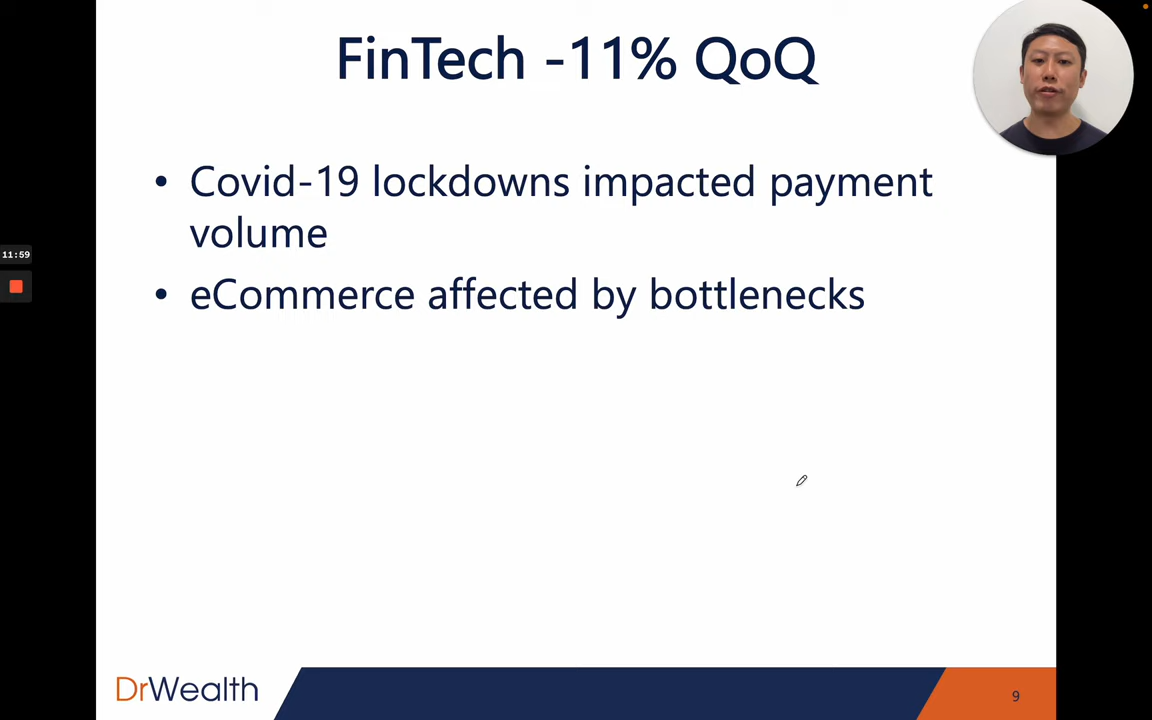 FinTech -11% QoQ
• Covid-19 lockdowns impacted payment
volume
11:59
• eCommerce affected by bottlenecks
DrWealth
9